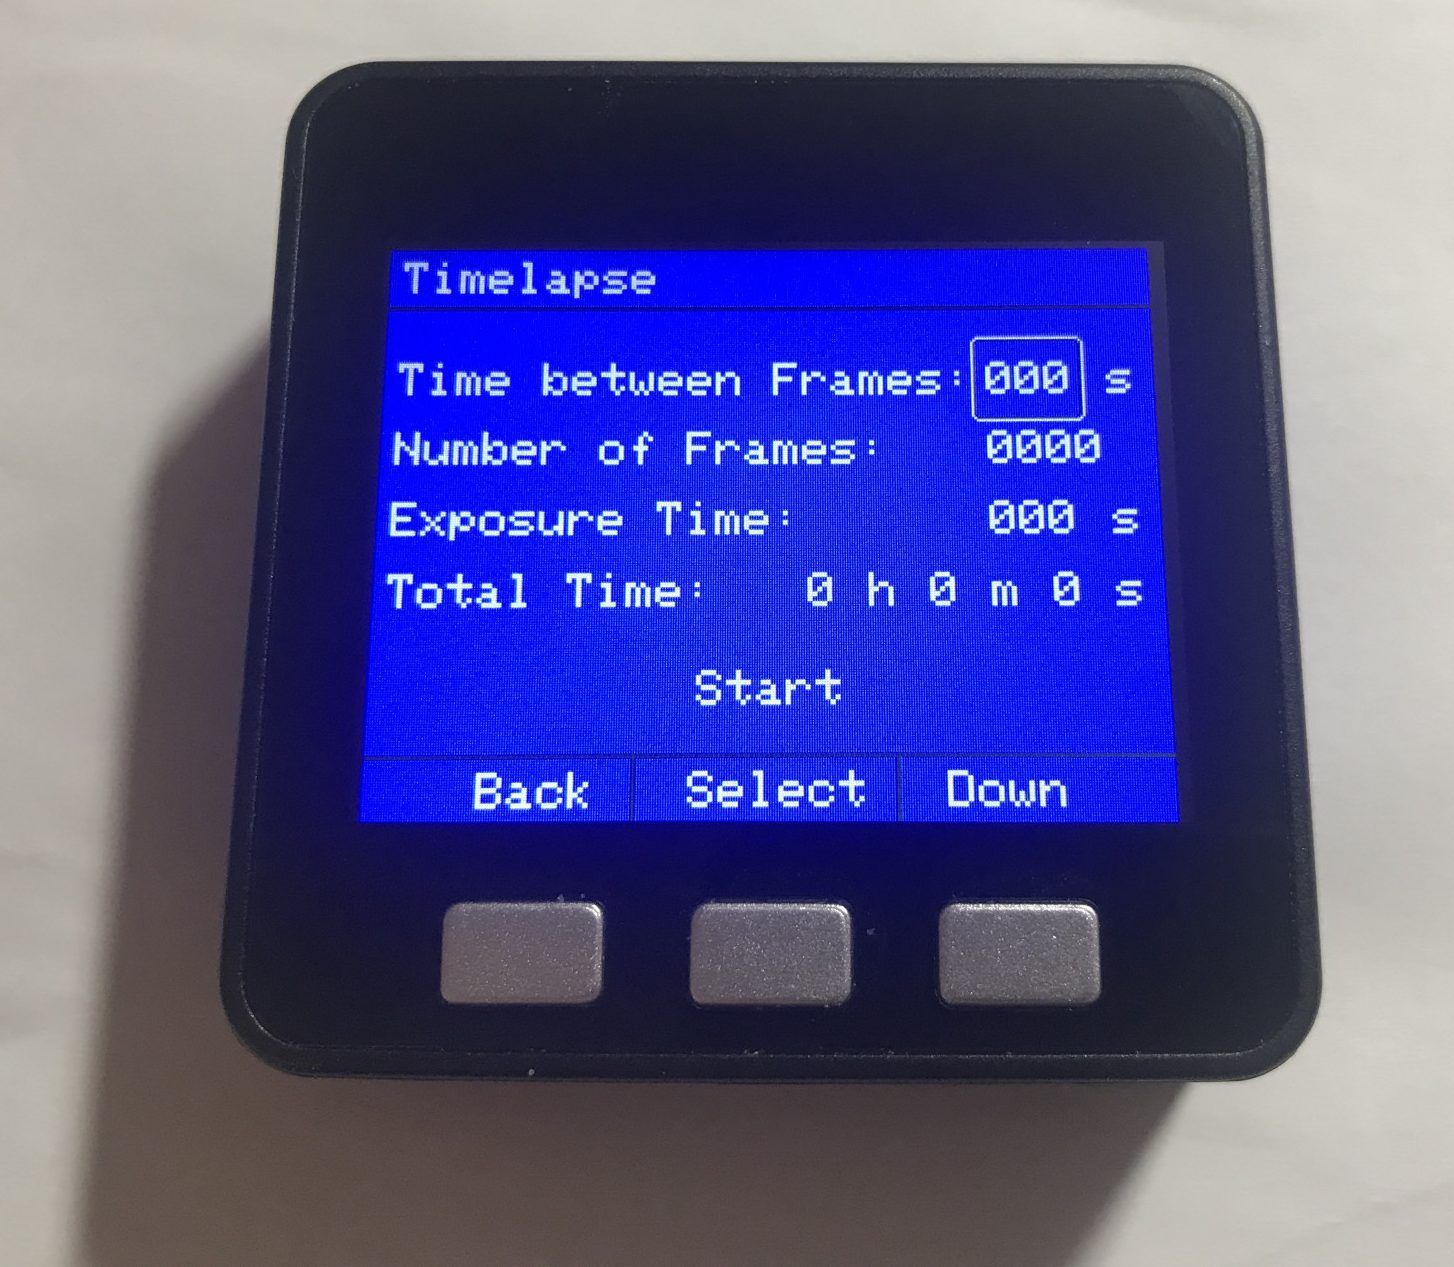 Timelapse
Time between Frames: 000 s
Number of Frames: 0000
Exposure Time: 000 s
Total Time: 0 h 0 m 0 s
Start
Back Select Down